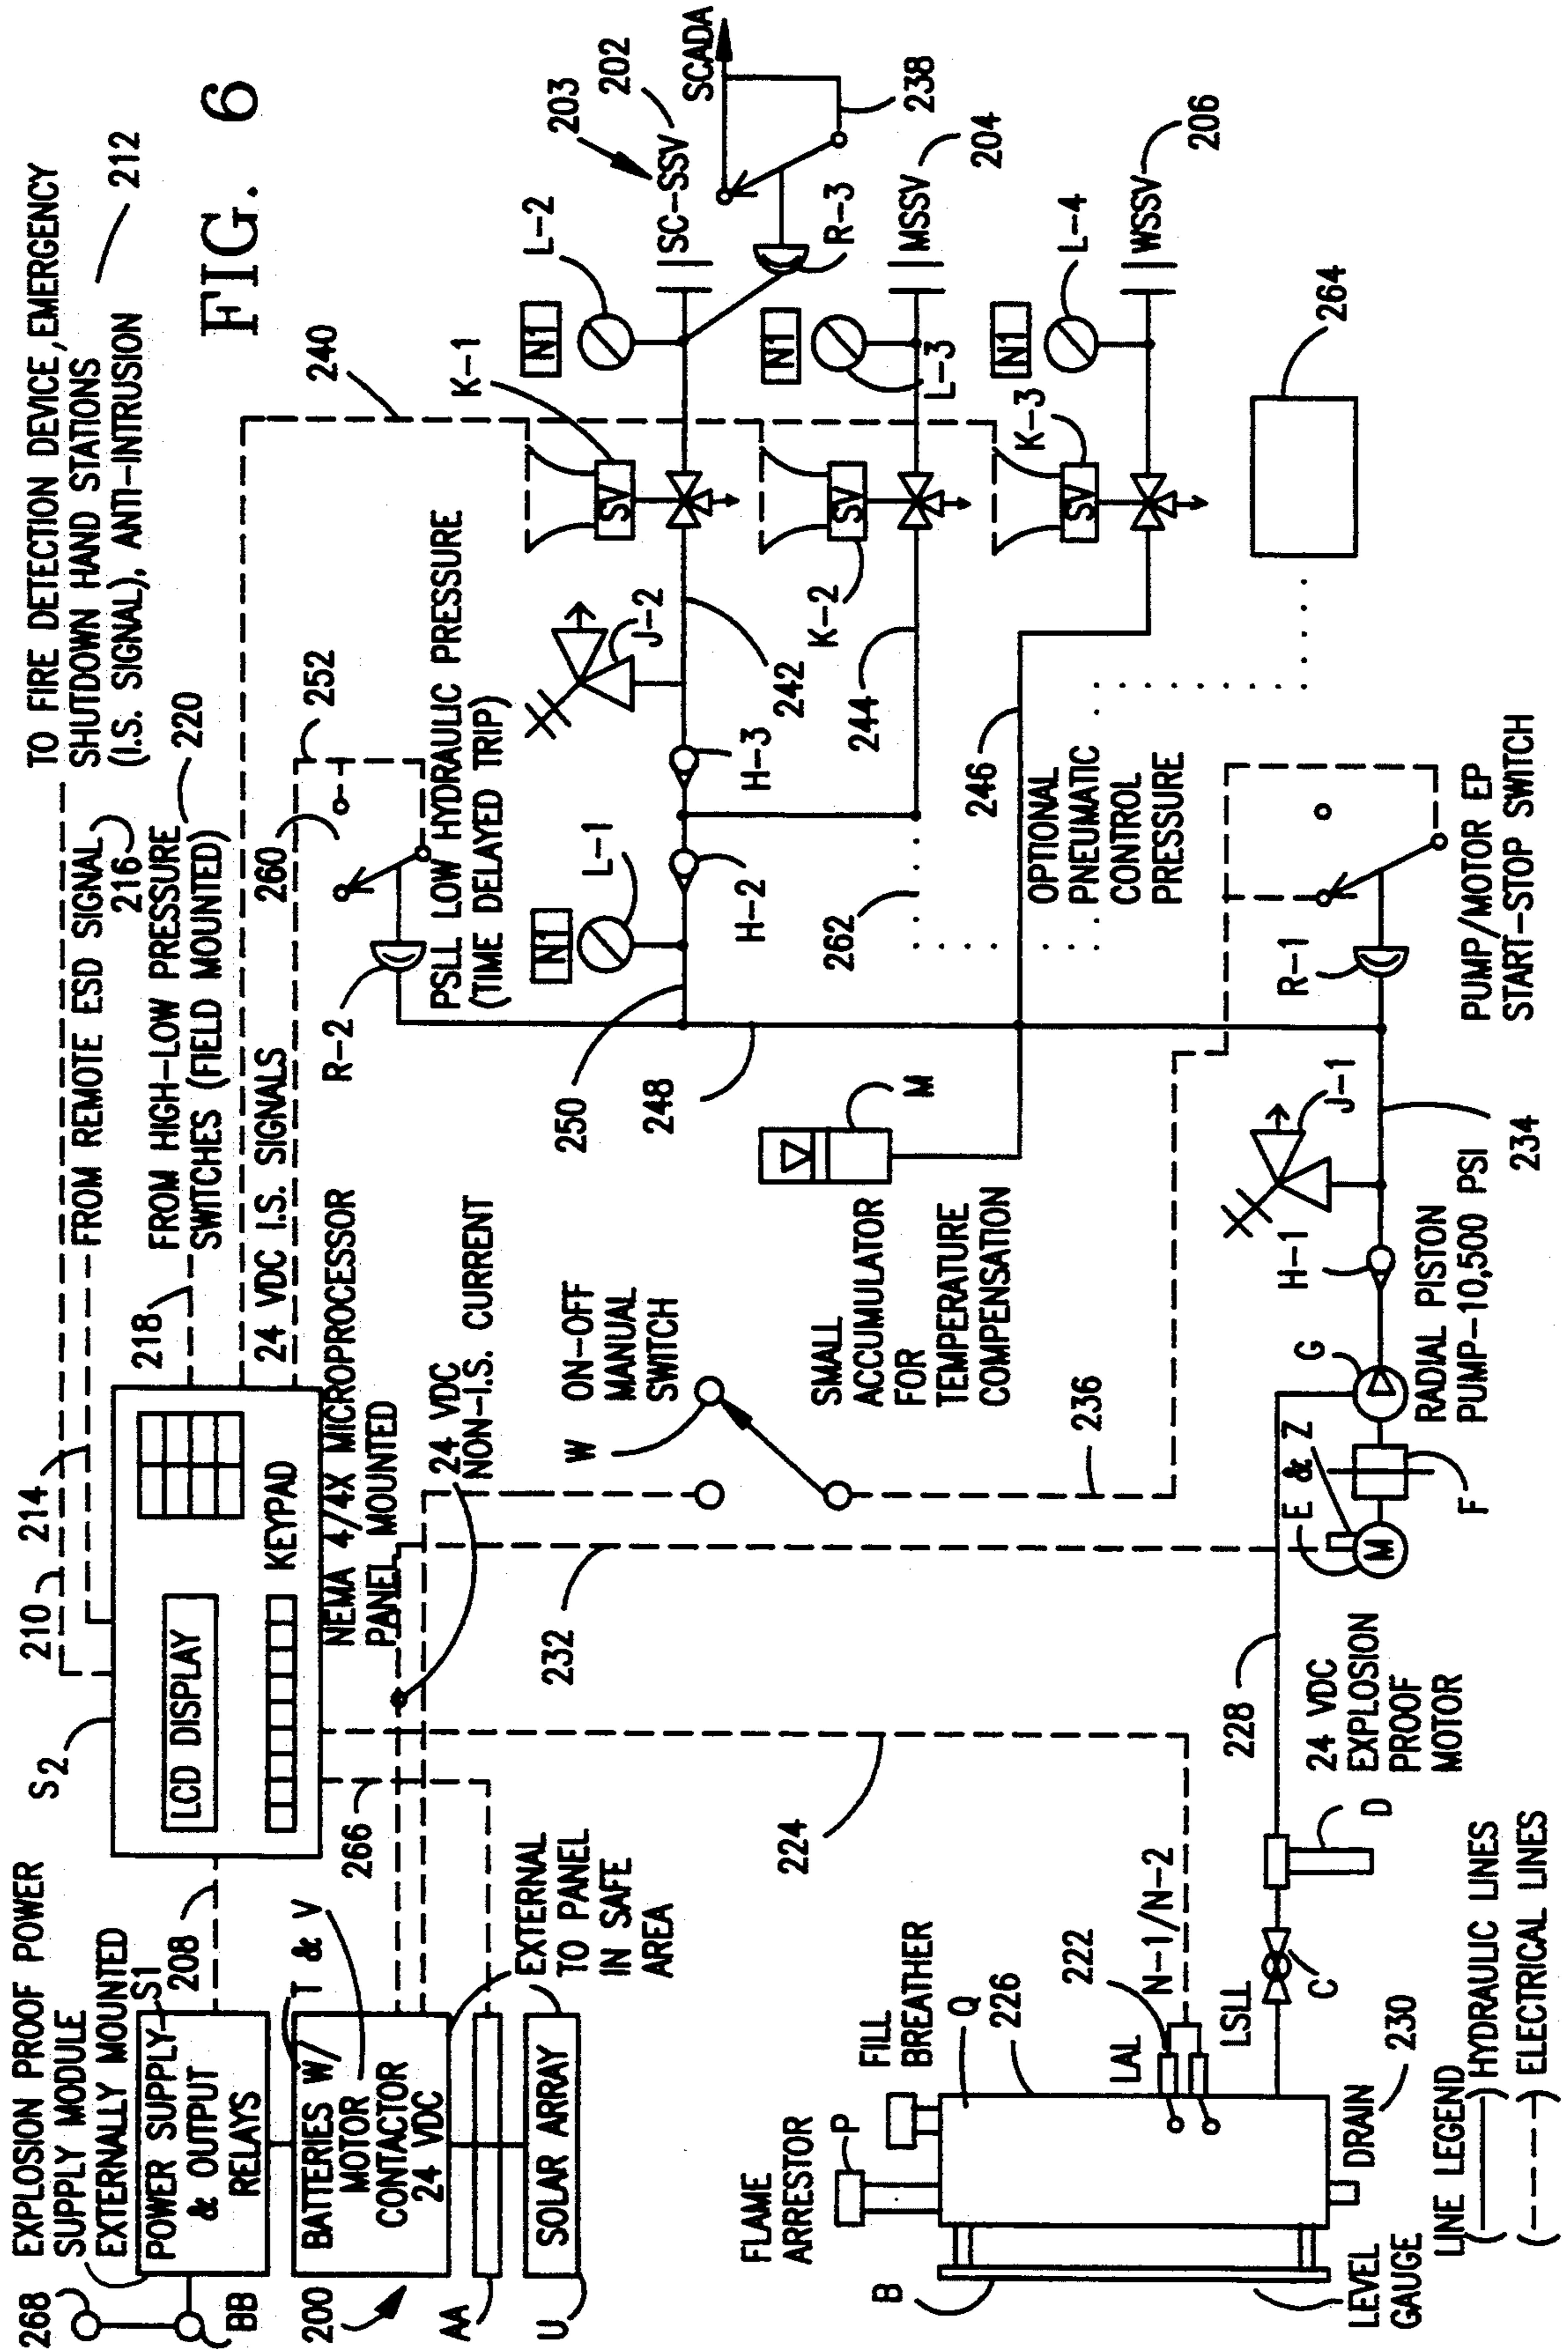 FIG. 6
TO FIRE DETECTION DEVICE, EMERGENCY
SHUTDOWN HAND STATIONS
(I.S. SIGNAL), ANTI-INTRUSION
212
210
214
FROM REMOTE ESD SIGNAL
216
218
FROM HIGH-LOW PRESSURE
SWITCHES (FIELD MOUNTED)
220
24 VDC I.S. SIGNALS
240
252
260
EXPLOSION PROOF POWER
SUPPLY MODULE
EXTERNALLY MOUNTED
268
BB
POWER SUPPLY-S1
& OUTPUT
RELAYS
208
S2
LCD DISPLAY
KEYPAD
NEMA 4/4X MICROPROCESSOR
PANEL MOUNTED
BATTERIES W/
MOTOR
CONTACTOR
24 VDC
T & V
200
AA
U
SOLAR ARRAY
EXTERNAL
TO PANEL
IN SAFE
AREA
266
24 VDC
NON-I.S. CURRENT
232
W
ON-OFF
MANUAL
SWITCH
224
236
R-2
PSLL LOW HYDRAULIC PRESSURE
(TIME DELAYED TRIP)
250
248
N1
L-1
H-2
H-3
J-2
242
K-1
SV
N1
L-2
SC-SSV
203
202
SCADA
238
R-3
244
K-2
SV
N1
L-3
MSSV
204
246
K-3
SV
N1
L-4
WSSV
206
262
OPTIONAL
PNEUMATIC
CONTROL
PRESSURE
264
M
SMALL
ACCUMULATOR
FOR
TEMPERATURE
COMPENSATION
FLAME
ARRESTOR
P
FILL
BREATHER
Q
226
B
LEVEL
GAUGE
DRAIN
230
LAL
222
N-1/N-2
LSLL
C
D
228
24 VDC
EXPLOSION
PROOF
MOTOR
E & Z
M
F
G
RADIAL PISTON
PUMP-10,500 PSI
H-1
J-1
234
R-1
PUMP/MOTOR EP
START-STOP SWITCH
LINE LEGEND
(——) HYDRAULIC LINES
(----) ELECTRICAL LINES